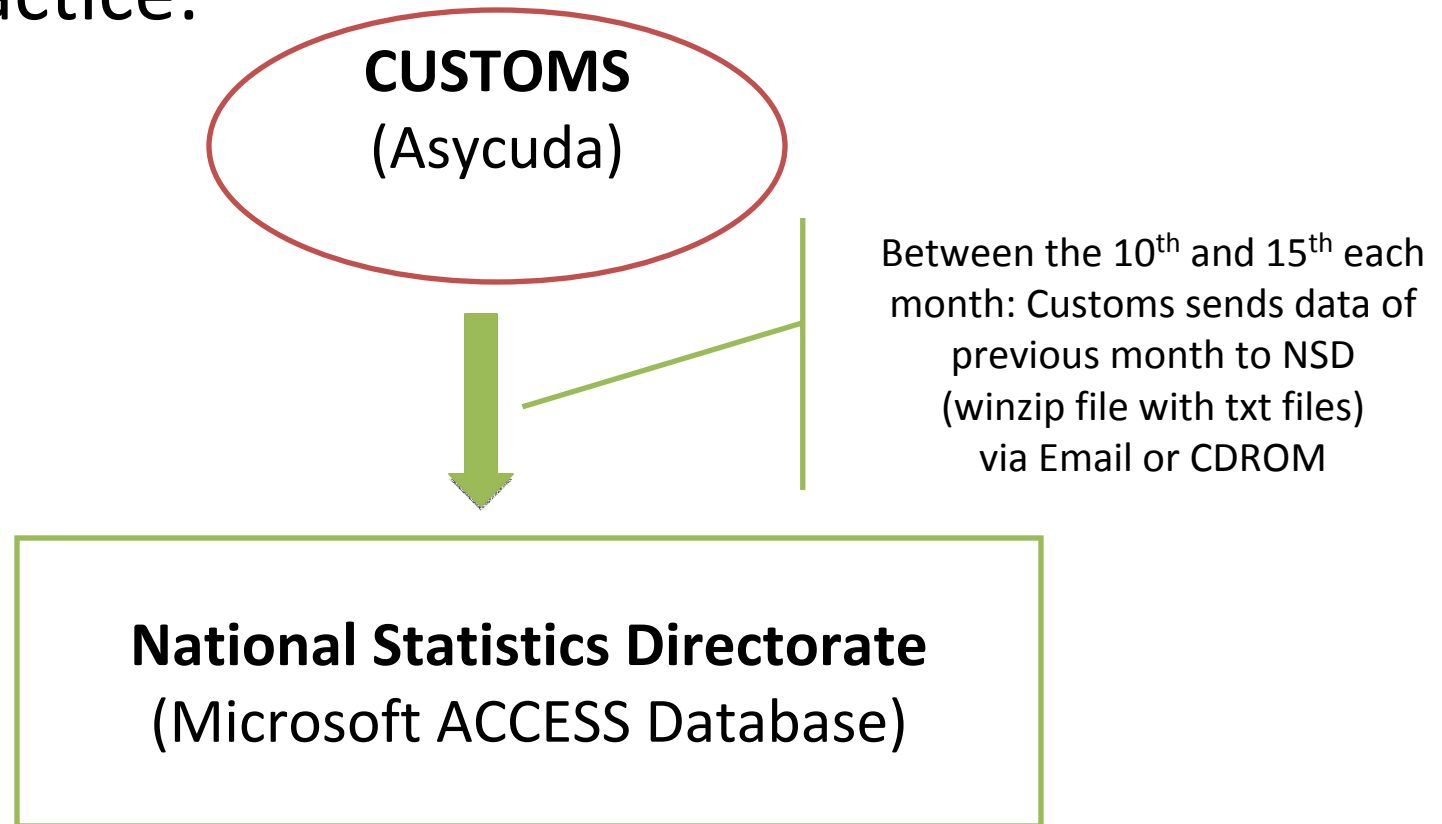 CUSTOMS
(Asycuda)
Between the 10th and 15th each
month: Customs sends data of
previous month to NSD
(winzip file with txt files)
via Email or CDROM
National Statistics Directorate
(Microsoft ACCESS Database)